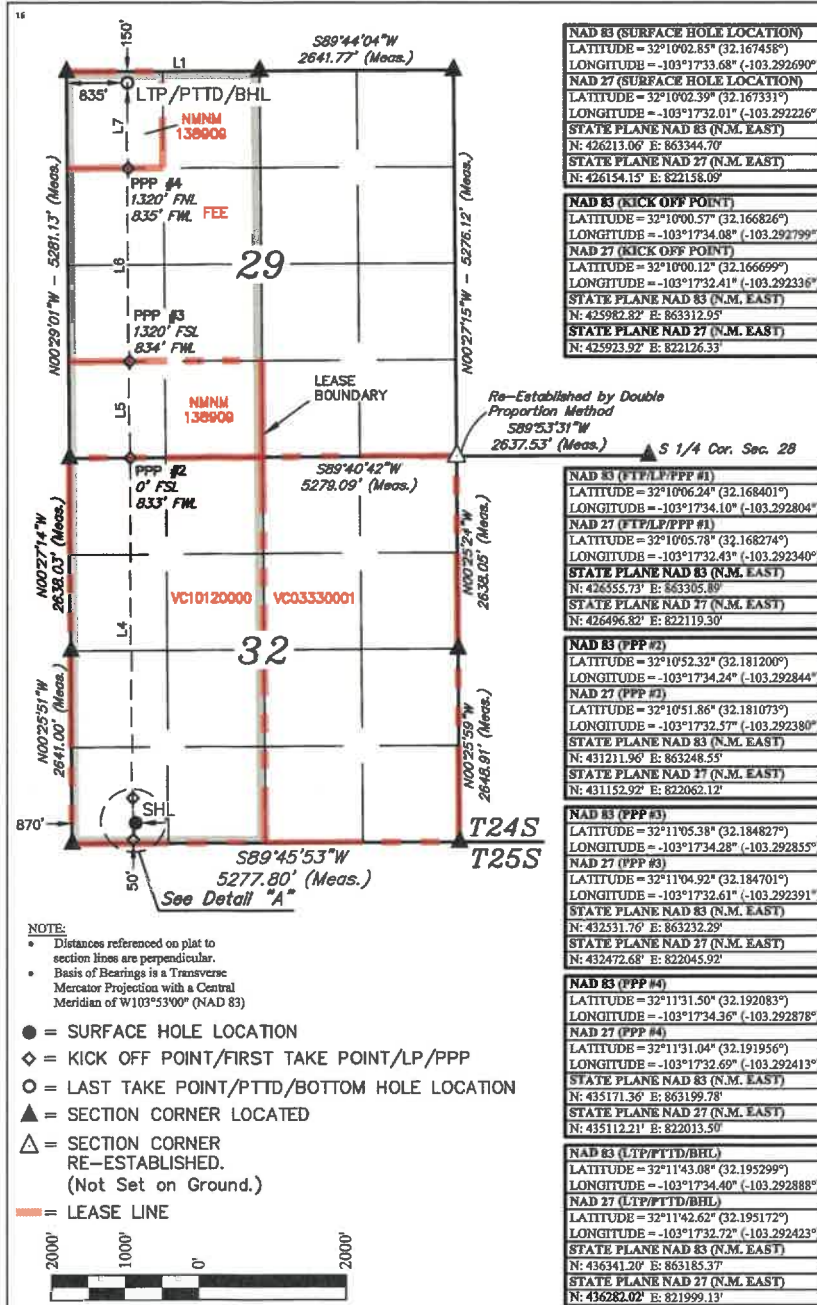 16
150'
L1
S89°44'04"W
2641.77' (Meas.)
835'
LTP/PTTD/BHL
L7
NMNM
138909
PPP #4
1320' FNL
835' FWL
FEE
N00°29'01"W - 5281.13' (Meas.)
L6
29
N00°27'15"W - 5276.12' (Meas.)
PPP #3
1320' FSL
834' FWL
L5
NMNM
138909
LEASE
BOUNDARY
Re-Established by Double
Proportion Method
S89°53'31"W
2637.53' (Meas.)
S 1/4 Cor. Sec. 28
PPP #2
0' FSL
833' FWL
S89°40'42"W
5279.09' (Meas.)
N00°27'14"W
2638.03' (Meas.)
N00°25'24"W
2638.05' (Meas.)
VC10120000
VC03330001
L4
32
N00°25'51"W
2641.00' (Meas.)
N00°25'59"W
2648.91' (Meas.)
870'
SHL
T24S
T25S
50'
S89°45'53"W
5277.80' (Meas.)
See Detail "A"
NOTE:
• Distances referenced on plat to
section lines are perpendicular.
• Basis of Bearings is a Transverse
Mercator Projection with a Central
Meridian of W103°53'00" (NAD 83)
= SURFACE HOLE LOCATION
= KICK OFF POINT/FIRST TAKE POINT/LP/PPP
= LAST TAKE POINT/PTTD/BOTTOM HOLE LOCATION
= SECTION CORNER LOCATED
= SECTION CORNER
RE-ESTABLISHED.
(Not Set on Ground.)
= LEASE LINE
2000'
1000'
0'
2000'
NAD 83 (SURFACE HOLE LOCATION)
LATITUDE = 32°10'02.85" (32.167458°)
LONGITUDE = -103°17'33.68" (-103.292690°
NAD 27 (SURFACE HOLE LOCATION)
LATITUDE = 32°10'02.39" (32.167331°)
LONGITUDE = -103°17'32.01" (-103.292226°
STATE PLANE NAD 83 (N.M. EAST)
N: 426213.06' E: 863344.70'
STATE PLANE NAD 27 (N.M. EAST)
N: 426154.15' E: 822158.09'
NAD 83 (KICK OFF POINT)
LATITUDE = 32°10'00.57" (32.166826°)
LONGITUDE = -103°17'34.08" (-103.292799°
NAD 27 (KICK OFF POINT)
LATITUDE = 32°10'00.12" (32.166699°)
LONGITUDE = -103°17'32.41" (-103.292336°
STATE PLANE NAD 83 (N.M. EAST)
N: 425982.82' E: 863312.95'
STATE PLANE NAD 27 (N.M. EAST)
N: 425923.92' E: 822126.33'
NAD 83 (FTP/LP/PPP #1)
LATITUDE = 32°10'06.24" (32.168401°)
LONGITUDE = -103°17'34.10" (-103.292804°
NAD 27 (FTP/LP/PPP #1)
LATITUDE = 32°10'05.78" (32.168274°)
LONGITUDE = -103°17'32.43" (-103.292340°
STATE PLANE NAD 83 (N.M. EAST)
N: 426555.73' E: 863305.89'
STATE PLANE NAD 27 (N.M. EAST)
N: 426496.82' E: 822119.30'
NAD 83 (PPP #2)
LATITUDE = 32°10'52.32" (32.181200°)
LONGITUDE = -103°17'34.24" (-103.292844°
NAD 27 (PPP #2)
LATITUDE = 32°10'51.86" (32.181073°)
LONGITUDE = -103°17'32.57" (-103.292380°
STATE PLANE NAD 83 (N.M. EAST)
N: 431211.96' E: 863248.55'
STATE PLANE NAD 27 (N.M. EAST)
N: 431152.92' E: 822062.12'
NAD 83 (PPP #3)
LATITUDE = 32°11'05.38" (32.184827°)
LONGITUDE = -103°17'34.28" (-103.292855°
NAD 27 (PPP #3)
LATITUDE = 32°11'04.92" (32.184701°)
LONGITUDE = -103°17'32.61" (-103.292391°
STATE PLANE NAD 83 (N.M. EAST)
N: 432531.76' E: 863232.29'
STATE PLANE NAD 27 (N.M. EAST)
N: 432472.68' E: 822045.92'
NAD 83 (PPP #4)
LATITUDE = 32°11'31.50" (32.192083°)
LONGITUDE = -103°17'34.36" (-103.292878°
NAD 27 (PPP #4)
LATITUDE = 32°11'31.04" (32.191956°)
LONGITUDE = -103°17'32.69" (-103.292413°
STATE PLANE NAD 83 (N.M. EAST)
N: 435171.36' E: 863199.78'
STATE PLANE NAD 27 (N.M. EAST)
N: 435112.21' E: 822013.50'
NAD 83 (LTP/PTTD/BHL)
LATITUDE = 32°11'43.08" (32.195299°)
LONGITUDE = -103°17'34.40" (-103.292888°
NAD 27 (LTP/PTTD/BHL)
LATITUDE = 32°11'42.62" (32.195172°)
LONGITUDE = -103°17'32.72" (-103.292423°
STATE PLANE NAD 83 (N.M. EAST)
N: 436341.20' E: 863185.37'
STATE PLANE NAD 27 (N.M. EAST)
N: 436282.02' E: 821999.13'